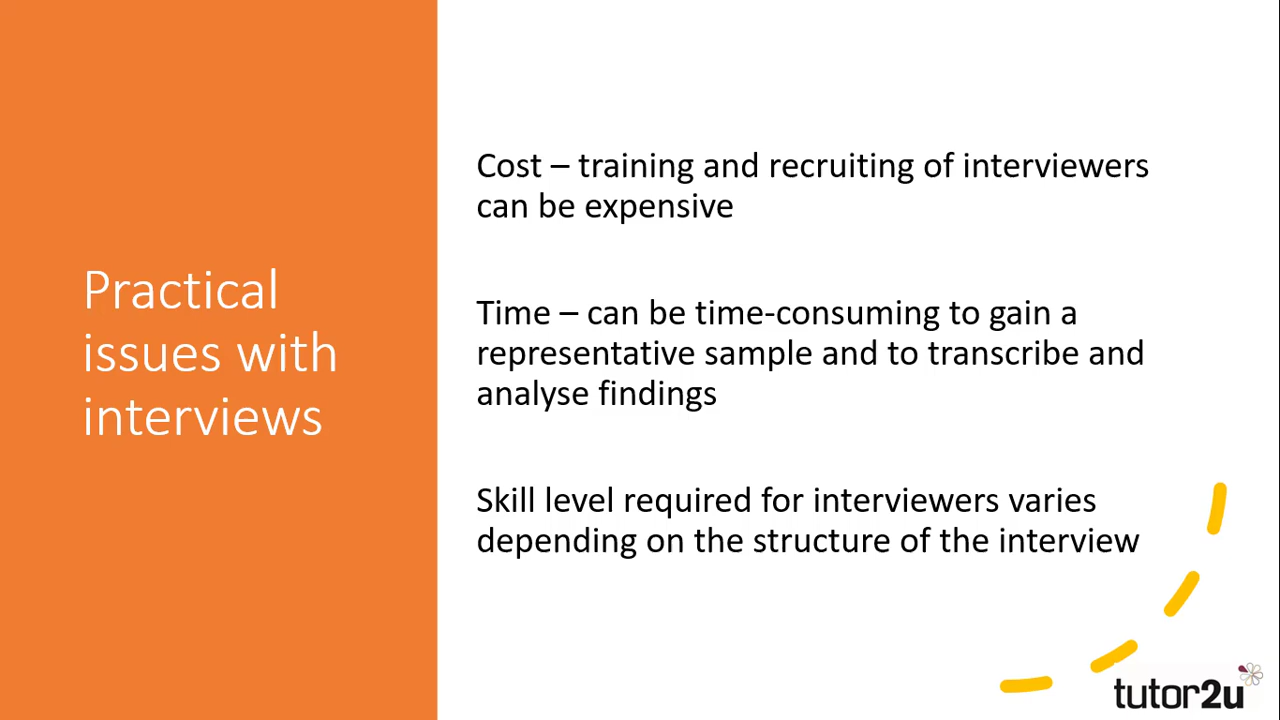 Practical
issues with
interviews
Cost – training and recruiting of interviewers
can be expensive
Time – can be time-consuming to gain a
representative sample and to transcribe and
analyse findings
Skill level required for interviewers varies
depending on the structure of the interview
tutor2u